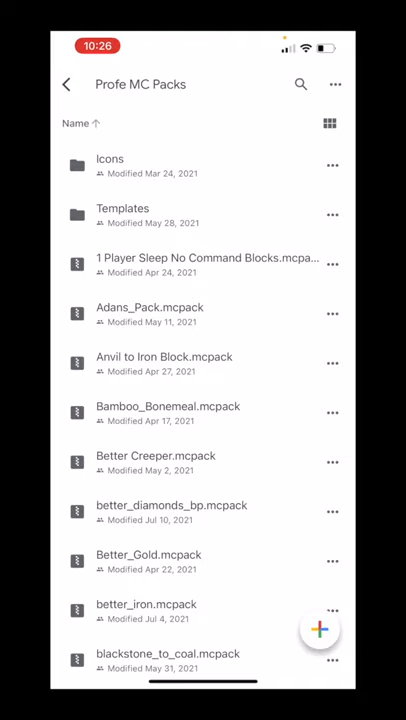 10:26
Profe MC Packs
Name
Icons
Modified Mar 24, 2021
Templates
Modified May 28, 2021
1 Player Sleep No Command Blocks.mcpa...
Modified Apr 24, 2021
Adans_Pack.mcpack
Modified May 11, 2021
Anvil to Iron Block.mcpack
Modified Apr 27, 2021
Bamboo_Bonemeal.mcpack
Modified Apr 17, 2021
Better Creeper.mcpack
Modified May 2, 2021
better_diamonds_bp.mcpack
Modified Jul 10, 2021
Better_Gold.mcpack
Modified Apr 22, 2021
better_iron.mcpack
Modified Jul 4, 2021
blackstone_to_coal.mcpack
Modified May 31, 2021